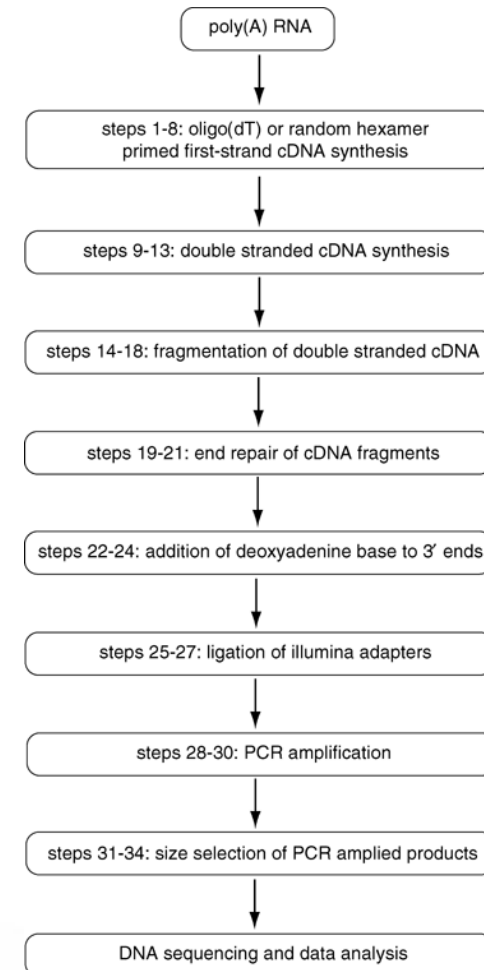 poly(A) RNA
steps 1-8: oligo(dT) or random hexamer
primed first-strand cDNA synthesis
steps 9-13: double stranded cDNA synthesis
steps 14-18: fragmentation of double stranded cDNA
steps 19-21: end repair of cDNA fragments
steps 22-24: addition of deoxyadenine base to 3′ ends
steps 25-27: ligation of illumina adapters
steps 28-30: PCR amplification
steps 31-34: size selection of PCR amplied products
DNA sequencing and data analysis